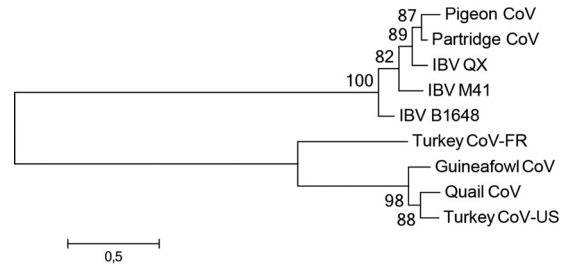 87
Pigeon CoV
89
Partridge CoV
82
IBV QX
100
IBV M41
IBV B1648
Turkey CoV-FR
Guineafowl CoV
Quail CoV
98
88
Turkey CoV-US
0,5